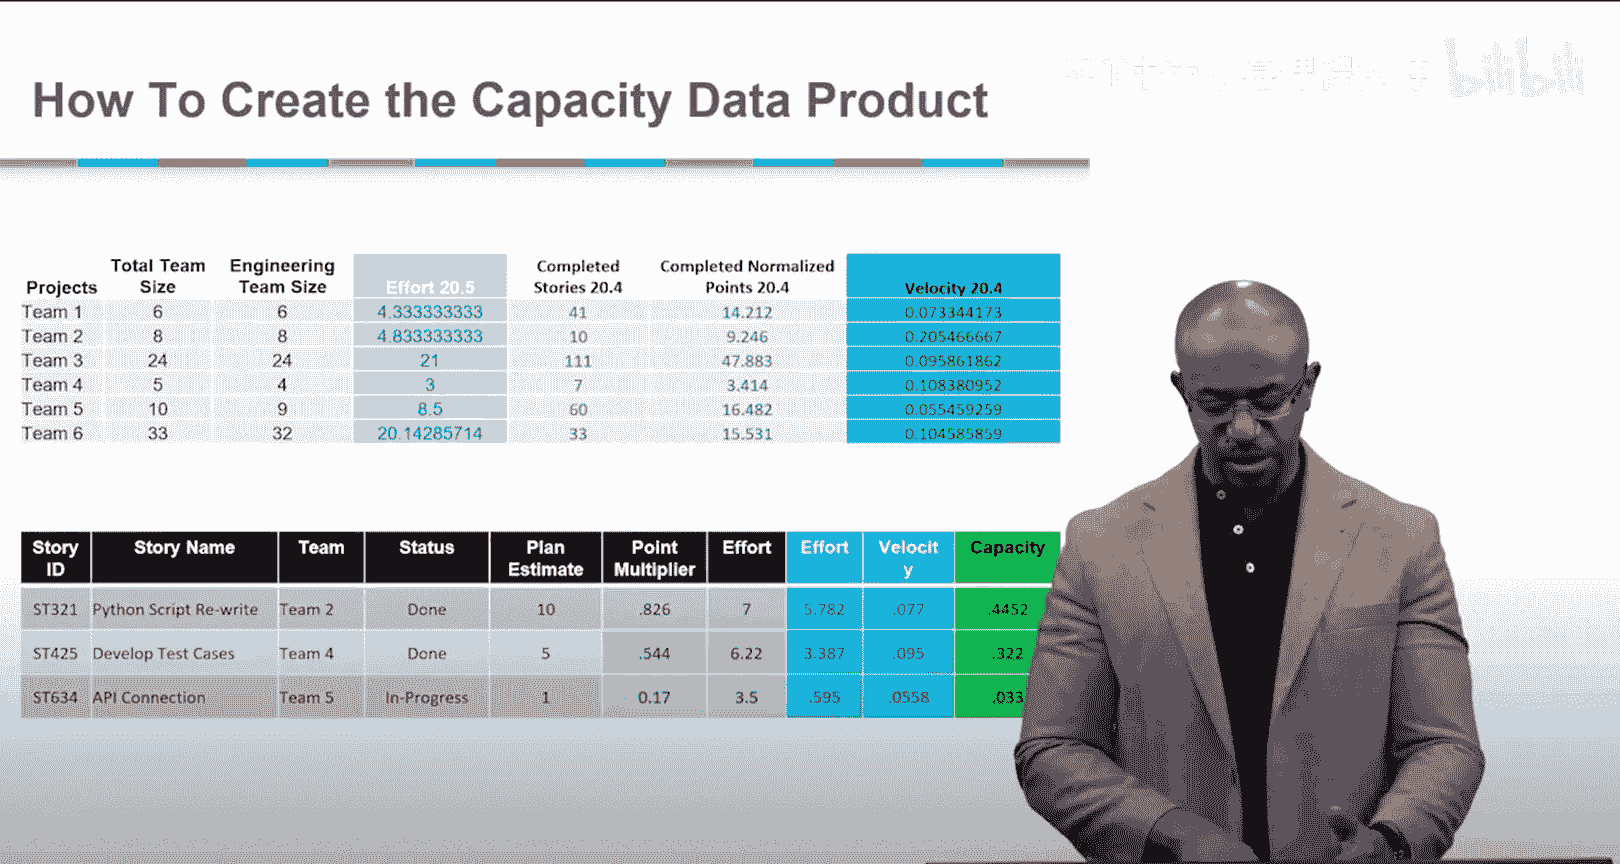 bilibili
How To Create the Capacity Data Product
Projects Total Team Size Engineering Team Size Effort 20.5 Completed Stories 20.4 Completed Normalized Points 20.4 Velocity 20.4
Team 1 6 6 4.333333333 41 14.212 0.073344173
Team 2 8 8 4.833333333 10 9.246 0.205466667
Team 3 24 24 21 111 47.883 0.095861862
Team 4 5 4 3 7 3.414 0.108380952
Team 5 10 9 8.5 60 16.482 0.055459259
Team 6 33 32 20.14285714 33 15.531 0.104585859
Story ID Story Name Team Status Plan Estimate Point Multiplier Effort Effort Velocit y Capacity
ST321 Python Script Re-write Team 2 Done 10 .826 7 5.782 .077 .4452
ST425 Develop Test Cases Team 4 Done 5 .544 6.22 3.387 .095 .322
ST634 API Connection Team 5 In-Progress 1 0.17 3.5 .595 .0558 .033